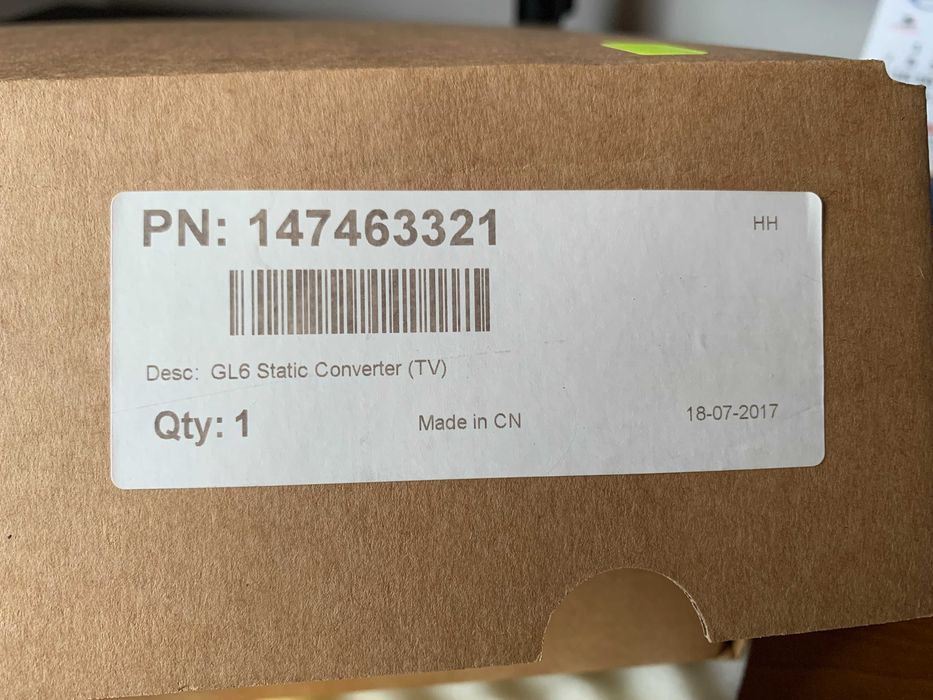 PN: 147463321
HH
Desc: GL6 Static Converter (TV)
Qty: 1
Made in CN
18-07-2017